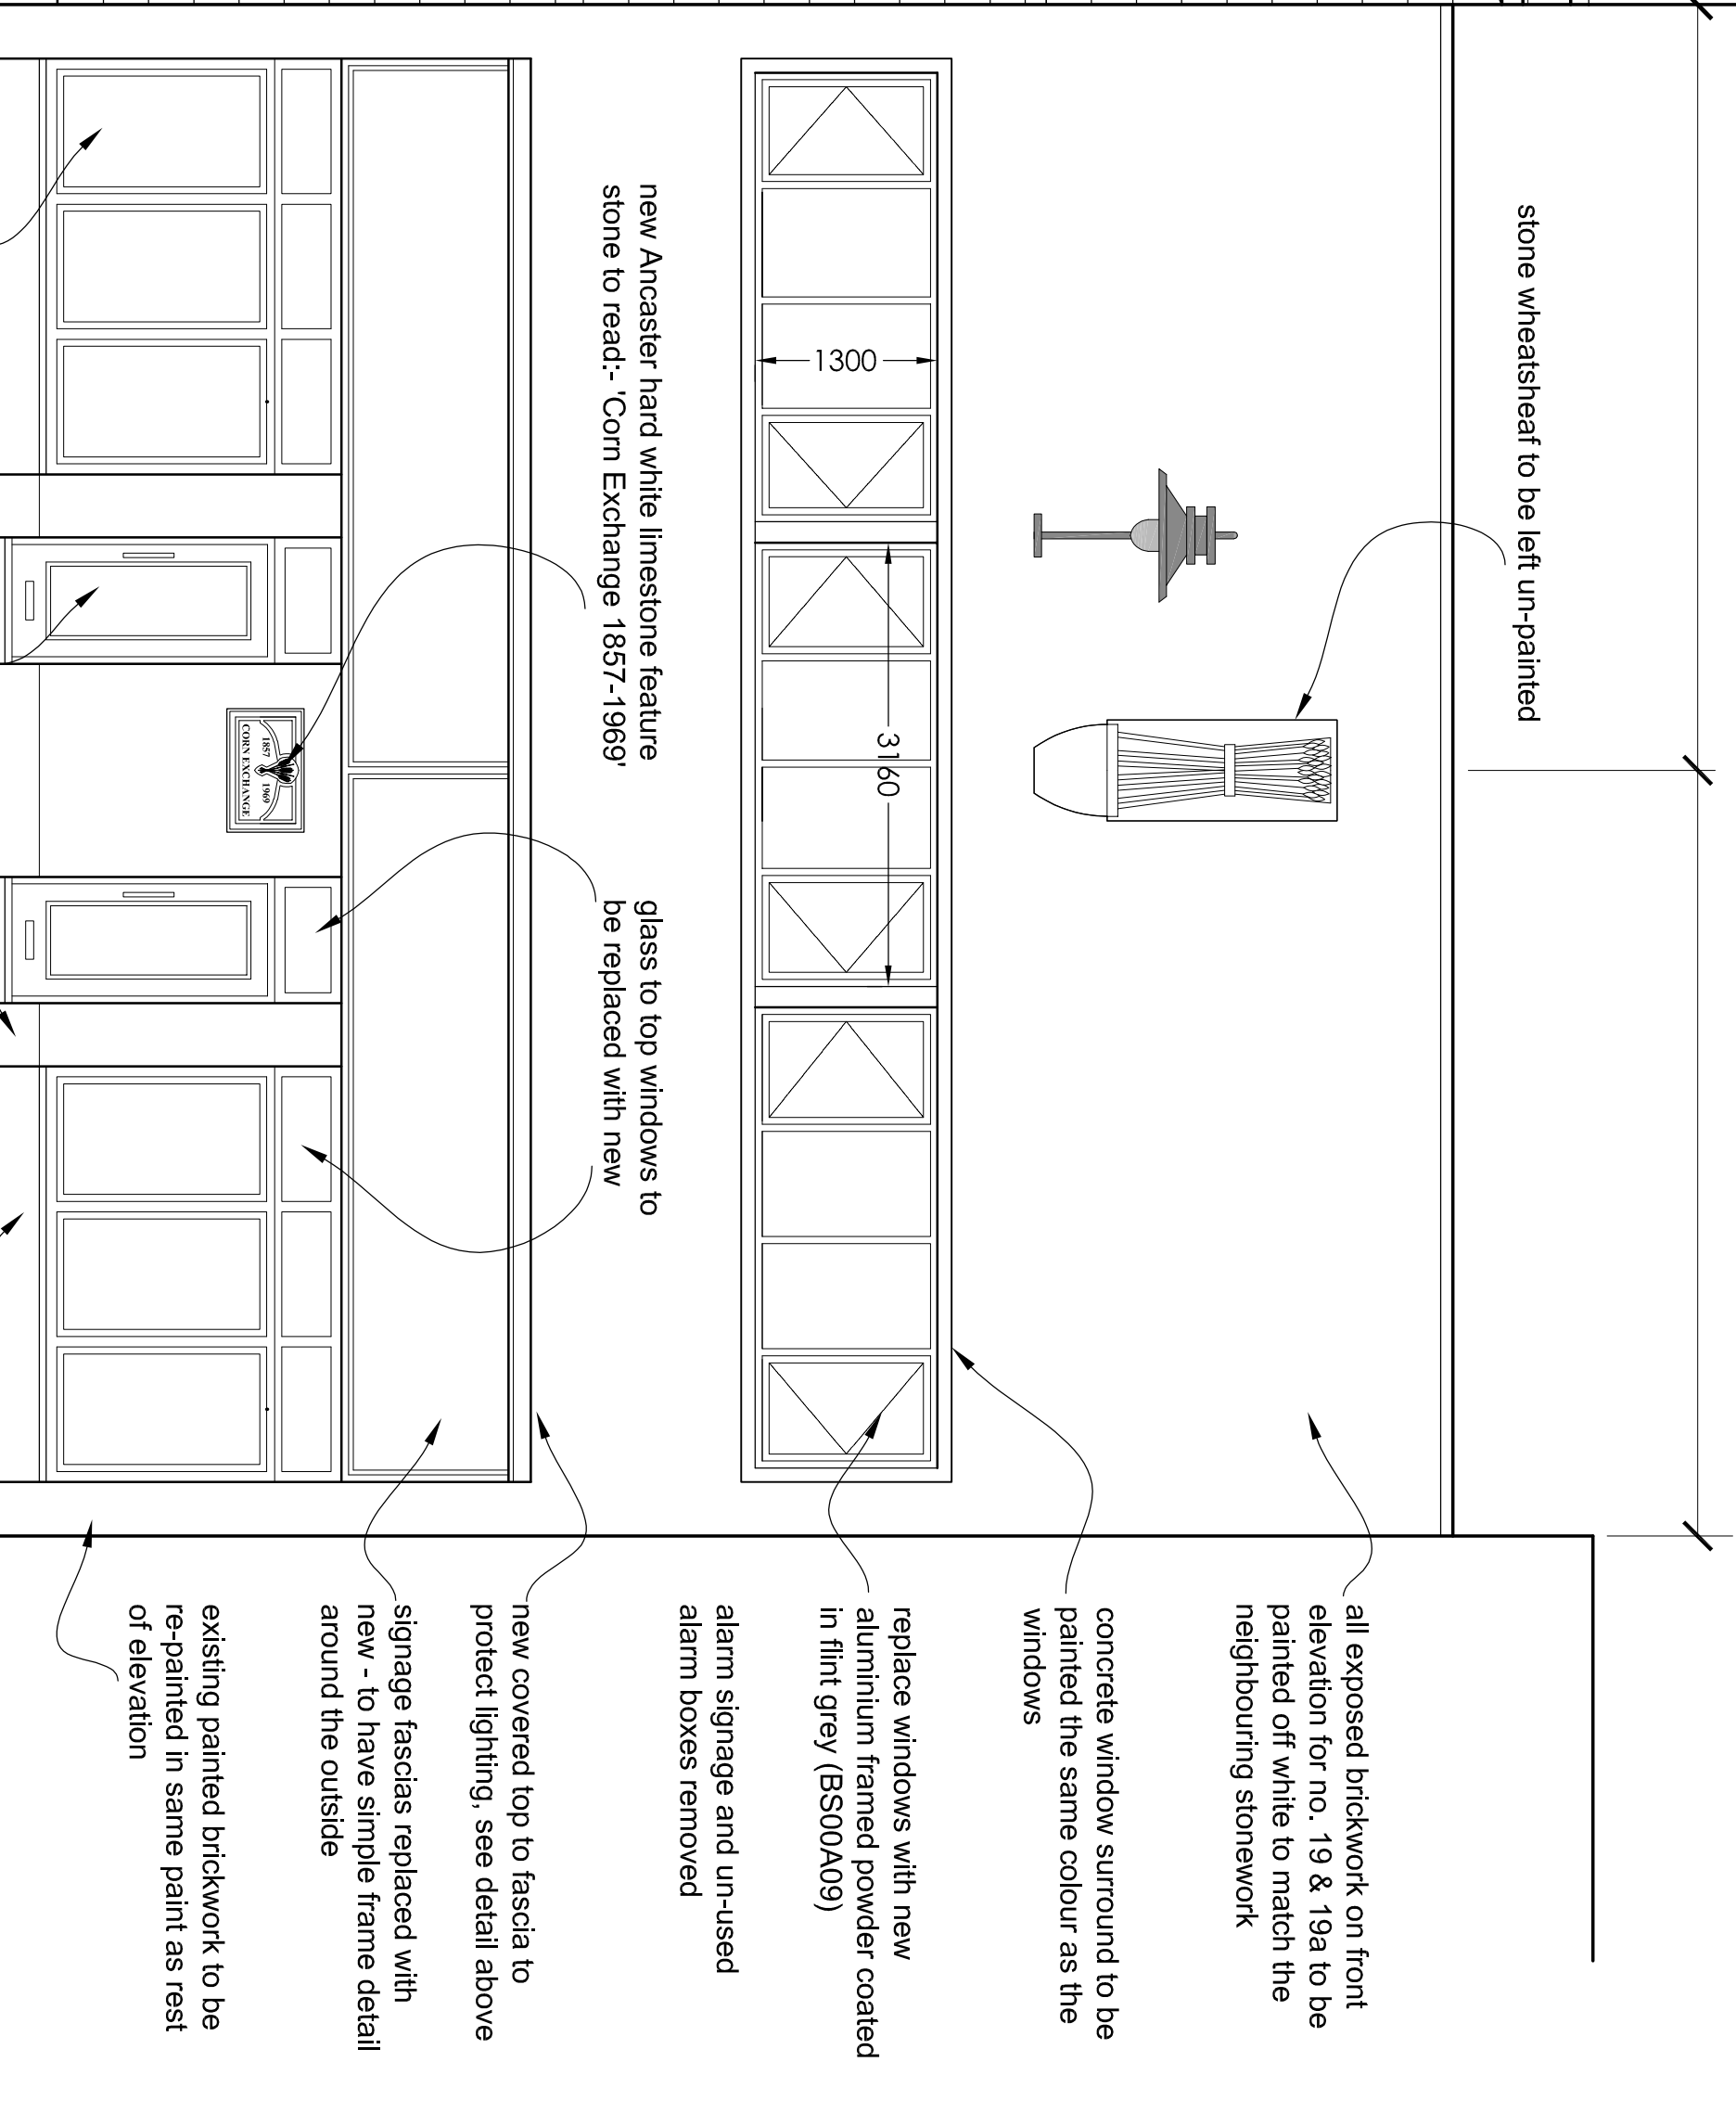 stone wheatsheaf to be left un-painted
all exposed brickwork on front
elevation for no. 19 & 19a to be
painted off white to match the
neighbouring stonework
concrete window surround to be
painted the same colour as the
windows
replace windows with new
aluminium framed powder coated
in flint grey (BS00A09)
1300
3160
alarm signage and un-used
alarm boxes removed
new Ancaster hard white limestone feature
stone to read:- 'Corn Exchange 1857-1969'
glass to top windows to
be replaced with new
new covered top to fascia to
protect lighting, see detail above
signage fascias replaced with
new - to have simple frame detail
around the outside
1857 1969
CORN EXCHANGE
existing painted brickwork to be
re-painted in same paint as rest
of elevation